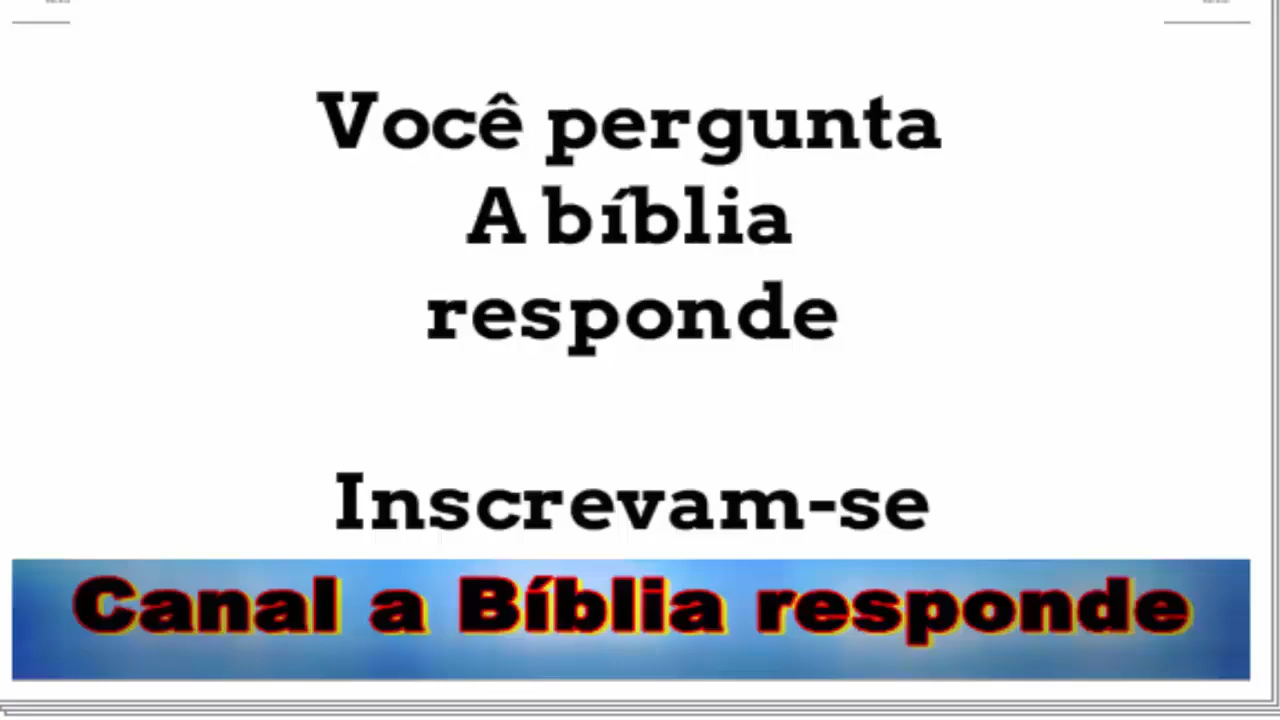 Você pergunta
A bíblia
responde
Inscrevam-se
Canal a Bíblia responde